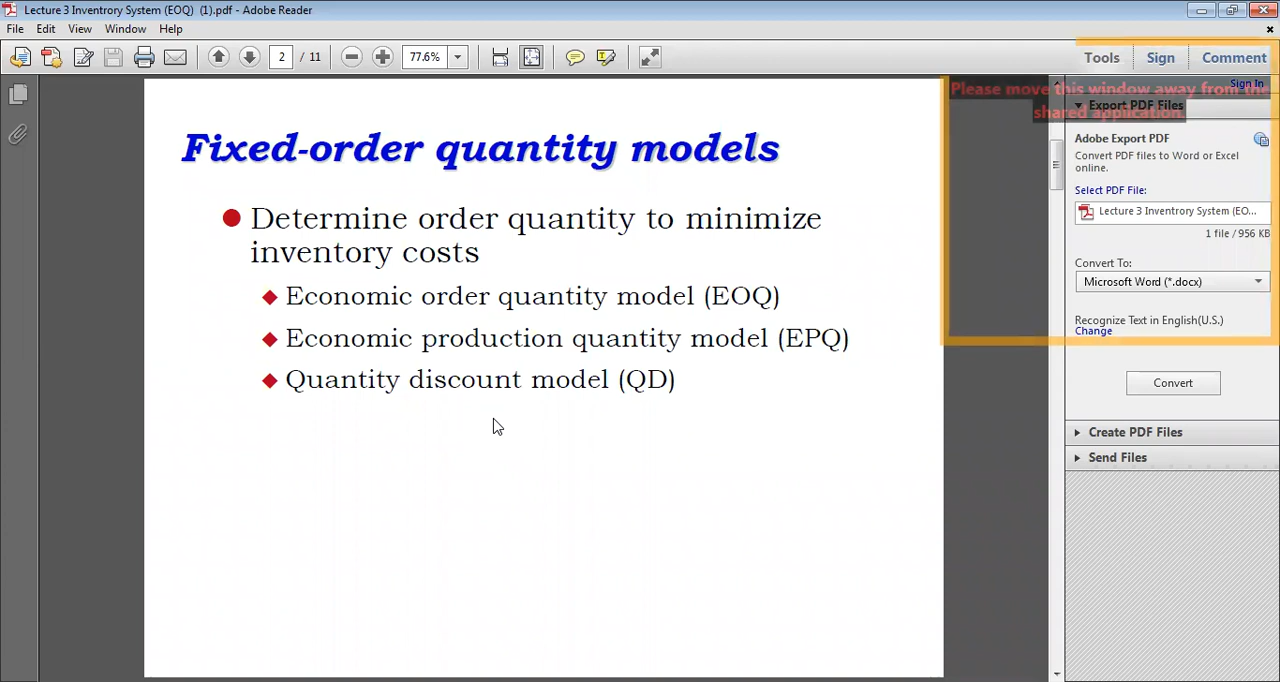 Lecture 3 Inventrory System (EOQ) (1).pdf - Adobe Reader
File Edit View Window Help
2 / 11 77.6% Tools Sign Comment
Sign In
Please move this window away from the
shared application.
Export PDF Files
Adobe Export PDF
Convert PDF files to Word or Excel
online.
Select PDF File:
Lecture 3 Inventrory System (EO...
1 file / 956 KB
Convert To:
Microsoft Word (*.docx)
Recognize Text in English(U.S.)
Change
Convert
Create PDF Files
Send Files
Fixed-order quantity models
Determine order quantity to minimize
inventory costs
Economic order quantity model (EOQ)
Economic production quantity model (EPQ)
Quantity discount model (QD)